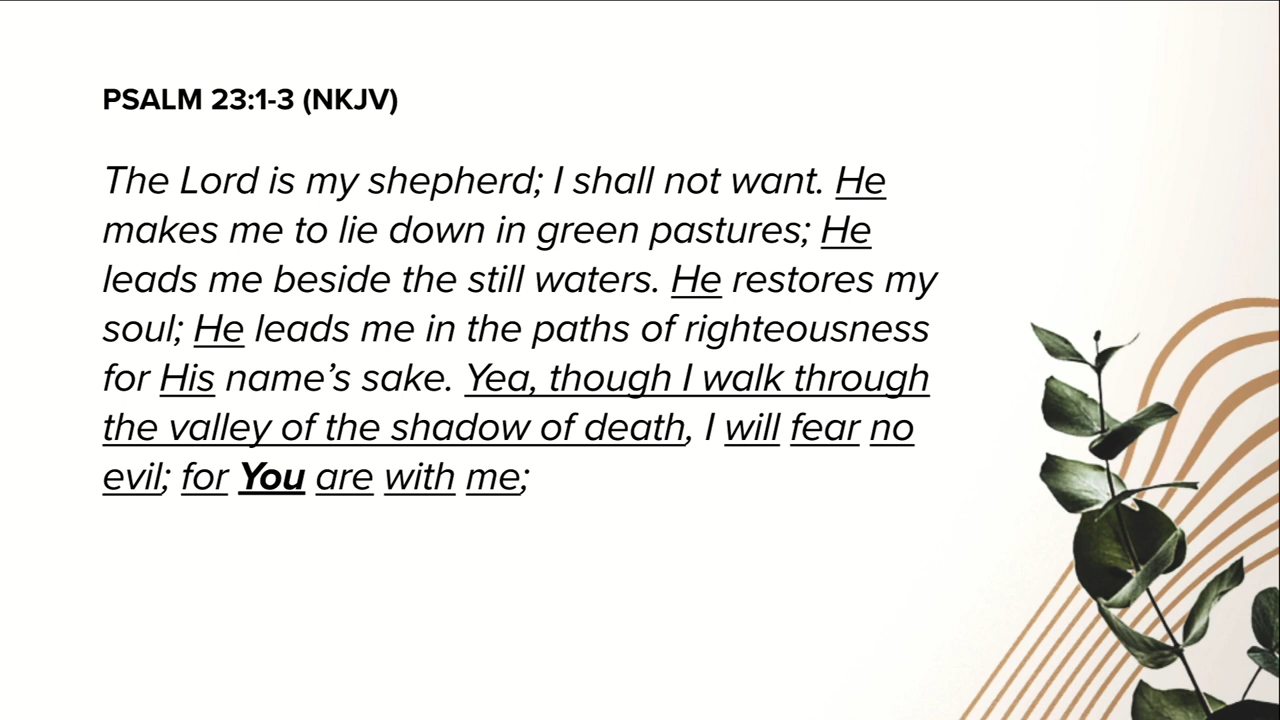 PSALM 23:1-3 (NKJV)
The Lord is my shepherd; I shall not want. He
makes me to lie down in green pastures; He
leads me beside the still waters. He restores my
soul; He leads me in the paths of righteousness
for His name’s sake. Yea, though I walk through
the valley of the shadow of death, I will fear no
evil; for You are with me;